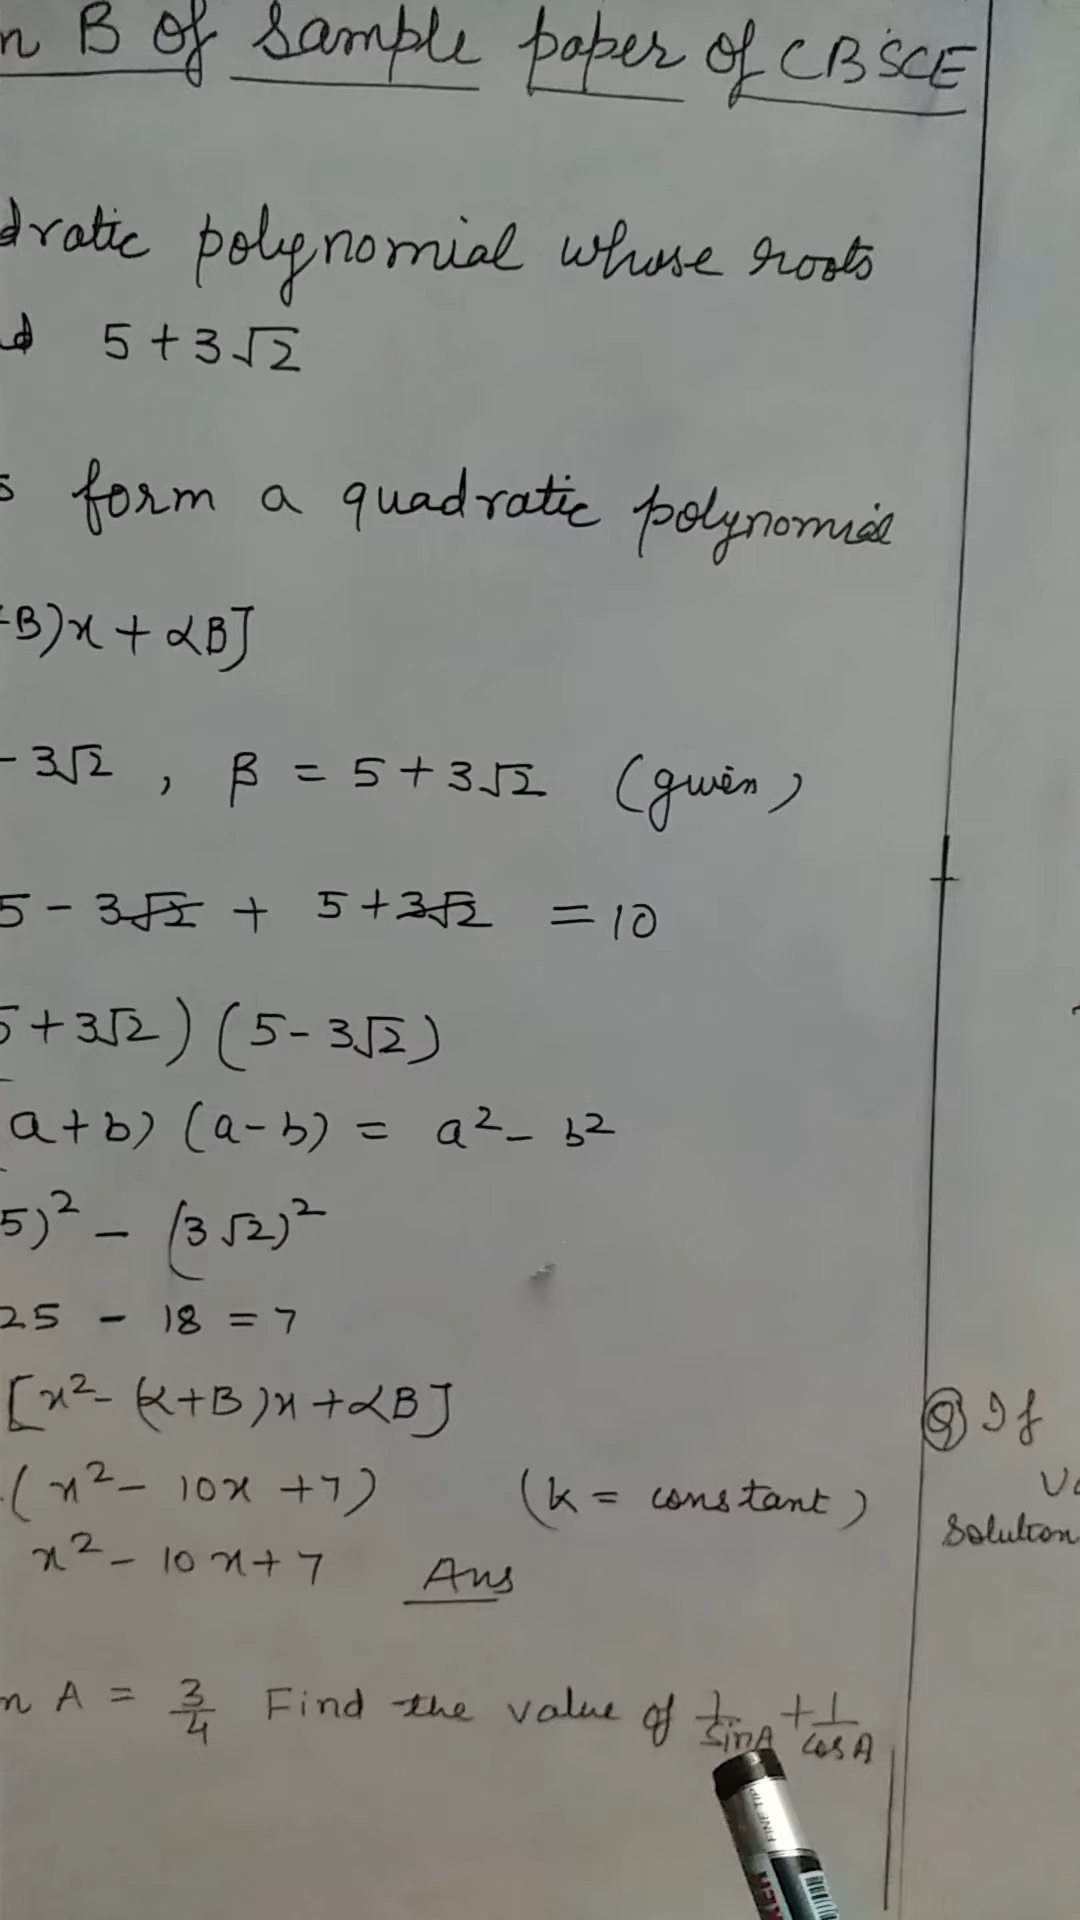 n B of Sample paper of CBSCE
dratic polynomial whose roots
d 5+3√2
s form a quadratic polynomial
+B)x + αB]
- 3√2 , β = 5+3√2 (given)
5 - 3√2 + 5+3√2 = 10
5+3√2) (5-3√2)
a+b) (a-b) = a² - b²
5)² - (3√2)²
25 - 18 = 7
[x² - (α+B)x + αB]
(x² - 10x + 7) (k = constant)
x² - 10x + 7 Ans
n A = 3/4 Find the value of 1/sinA + 1/cosA
Q If
Va
Solution
FINE TIP